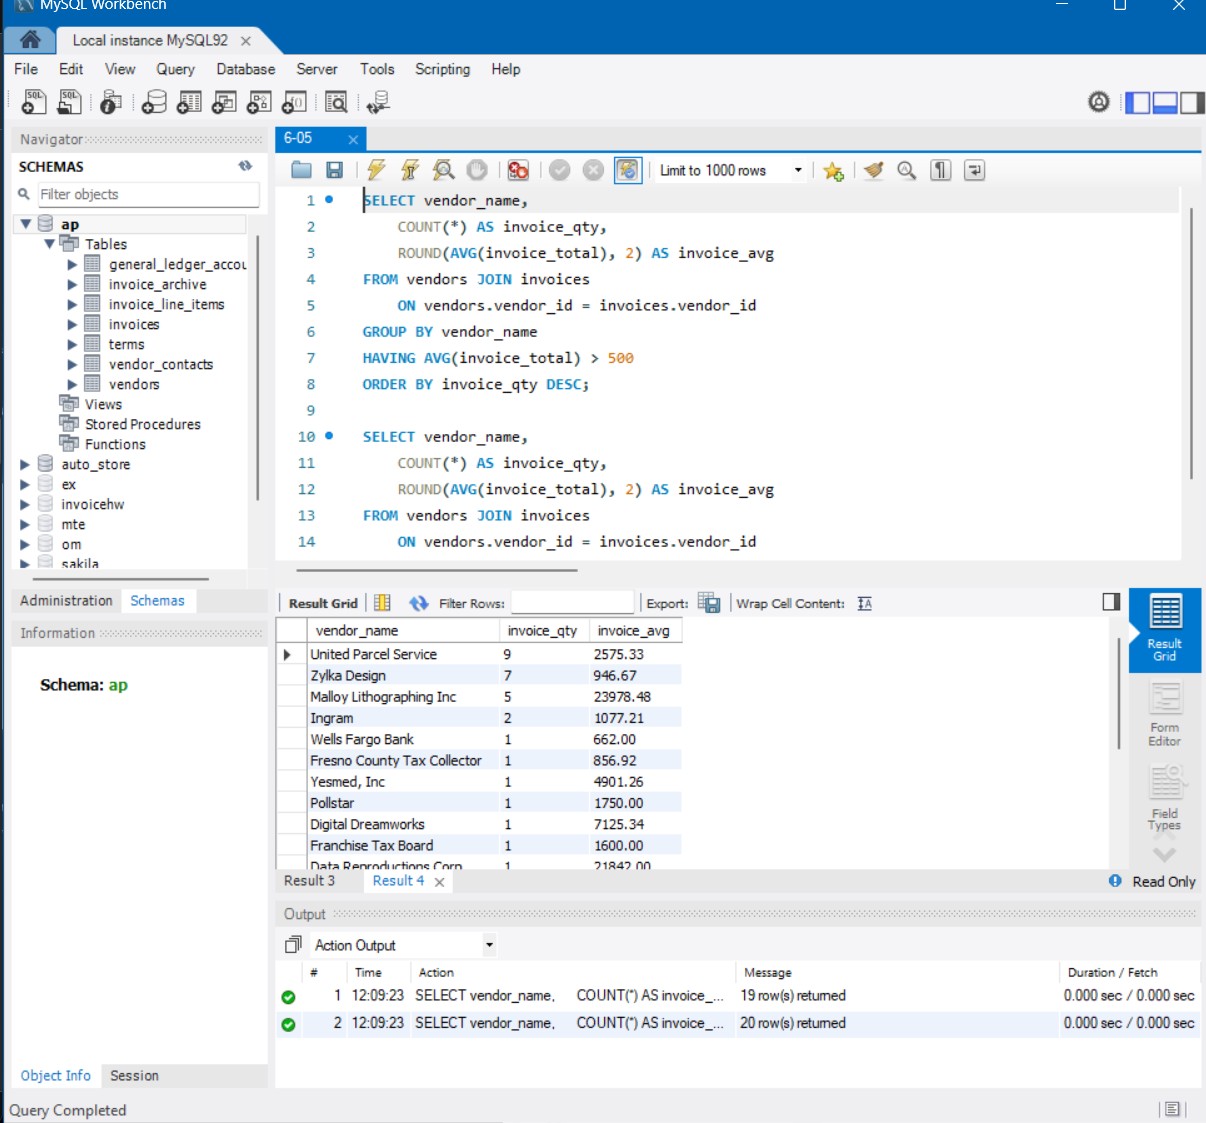 MySQL Workbench
Local instance MySQL92
File Edit View Query Database Server Tools Scripting Help
Navigator
SCHEMAS
Filter objects
ap
Tables
general_ledger_accou
invoice_archive
invoice_line_items
invoices
terms
vendor_contacts
vendors
Views
Stored Procedures
Functions
auto_store
ex
invoicehw
mte
om
sakila
Administration Schemas
Information
Schema: ap
Object Info Session
6-05
Limit to 1000 rows
1 SELECT vendor_name,
2 COUNT(*) AS invoice_qty,
3 ROUND(AVG(invoice_total), 2) AS invoice_avg
4 FROM vendors JOIN invoices
5 ON vendors.vendor_id = invoices.vendor_id
6 GROUP BY vendor_name
7 HAVING AVG(invoice_total) > 500
8 ORDER BY invoice_qty DESC;
9
10 SELECT vendor_name,
11 COUNT(*) AS invoice_qty,
12 ROUND(AVG(invoice_total), 2) AS invoice_avg
13 FROM vendors JOIN invoices
14 ON vendors.vendor_id = invoices.vendor_id
Result Grid Filter Rows: Export: Wrap Cell Content:
vendor_name invoice_qty invoice_avg
United Parcel Service 9 2575.33
Zylka Design 7 946.67
Malloy Lithographing Inc 5 23978.48
Ingram 2 1077.21
Wells Fargo Bank 1 662.00
Fresno County Tax Collector 1 856.92
Yesmed, Inc 1 4901.26
Pollstar 1 1750.00
Digital Dreamworks 1 7125.34
Franchise Tax Board 1 1600.00
Data Reproductions Corp 1 21842.00
Result
Grid
Form
Editor
Field
Types
Result 3 Result 4 Read Only
Output
Action Output
# Time Action Message Duration / Fetch
1 12:09:23 SELECT vendor_name, COUNT(*) AS invoice_... 19 row(s) returned 0.000 sec / 0.000 sec
2 12:09:23 SELECT vendor_name, COUNT(*) AS invoice_... 20 row(s) returned 0.000 sec / 0.000 sec
Query Completed